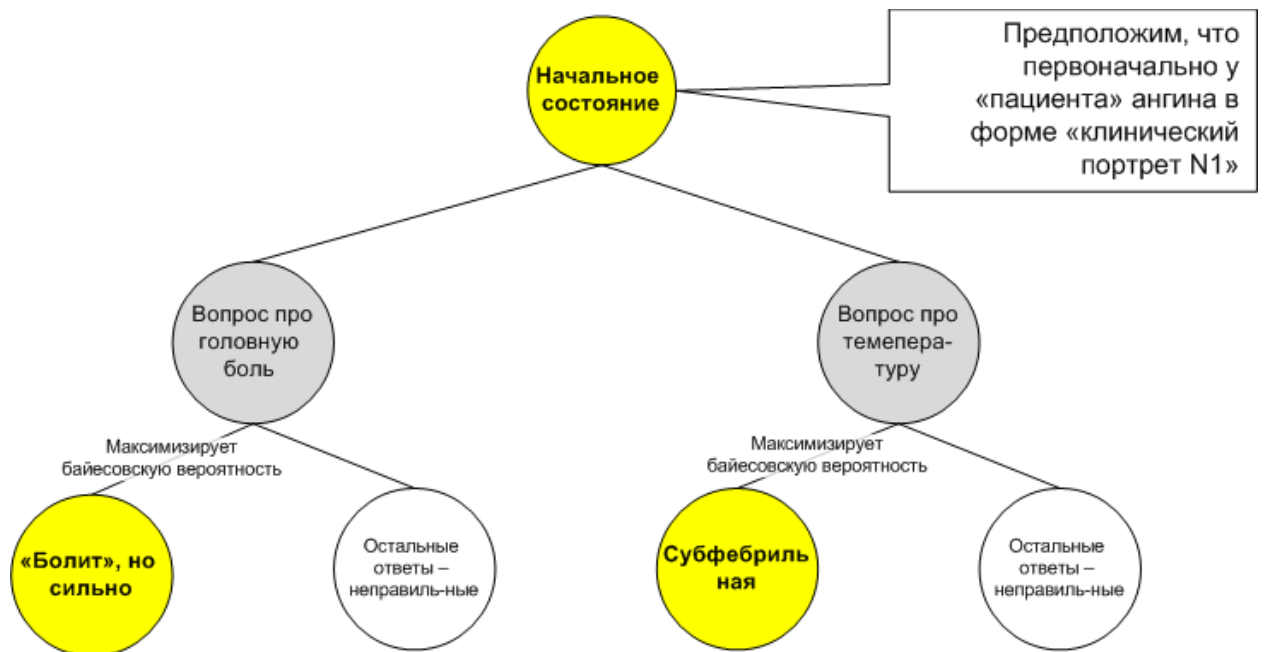 Начальное
состояние
Предположим, что
первоначально у
«пациента» ангина в
форме «клинический
портрет N1»
Вопрос про
головную
боль
Вопрос про
темепера-
туру
Максимизирует
байесовскую вероятность
Максимизирует
байесовскую вероятность
«Болит», но
сильно
Остальные
ответы –
неправиль-ные
Субфебриль
ная
Остальные
ответы –
неправиль-ные